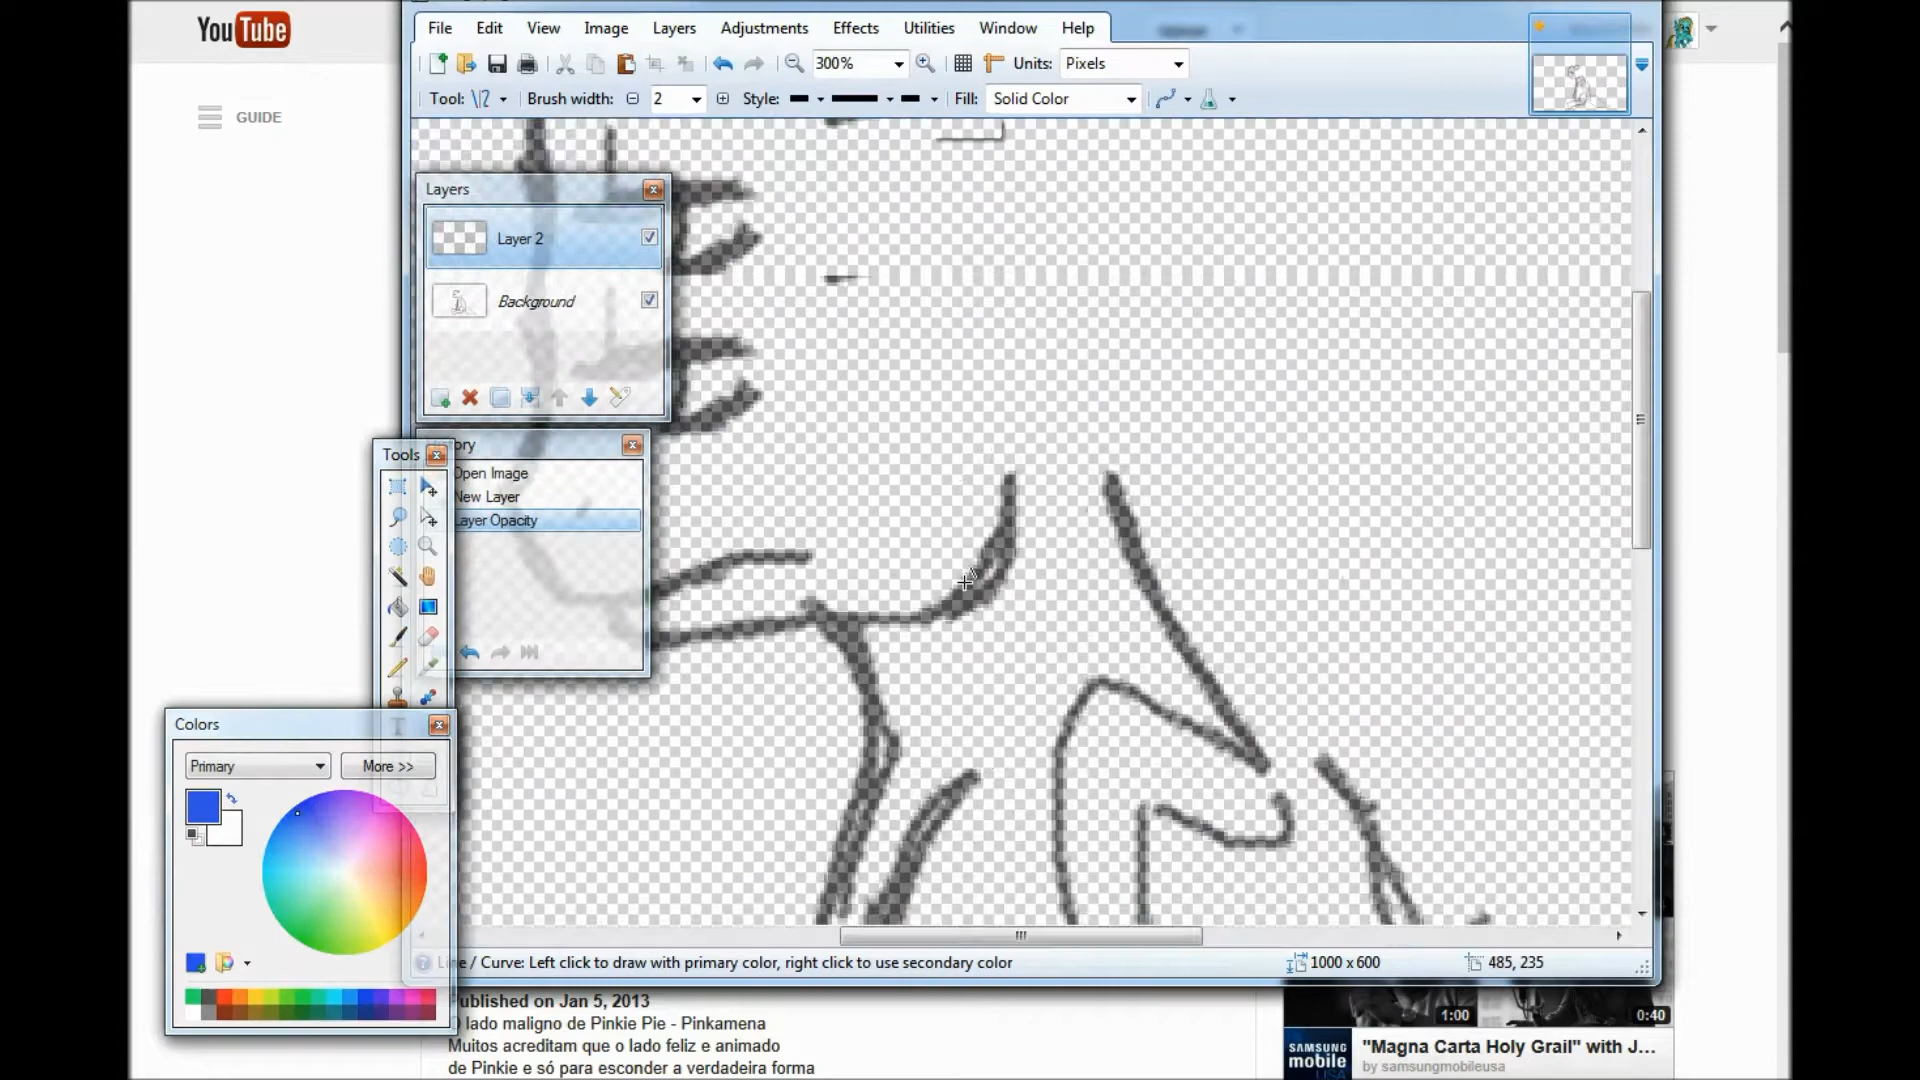 YouTube
File Edit View Image Layers Adjustments Effects Utilities Window Help
300% Units: Pixels
Tool: Brush width: 2 Style: Fill: Solid Color
GUIDE
Layers
Layer 2
Background
ory
Open Image
New Layer
Layer Opacity
Tools
Colors
Primary More >>
Line / Curve: Left click to draw with primary color, right click to use secondary color 1000 x 600 485, 235
ublished on Jan 5, 2013
O lado maligno de Pinkie Pie - Pinkamena
Muitos acreditam que o lado feliz e animado
de Pinkie e só para esconder a verdadeira forma
1:00 0:40
SAMSUNG
mobile
USA
"Magna Carta Holy Grail" with J...
by samsungmobileusa